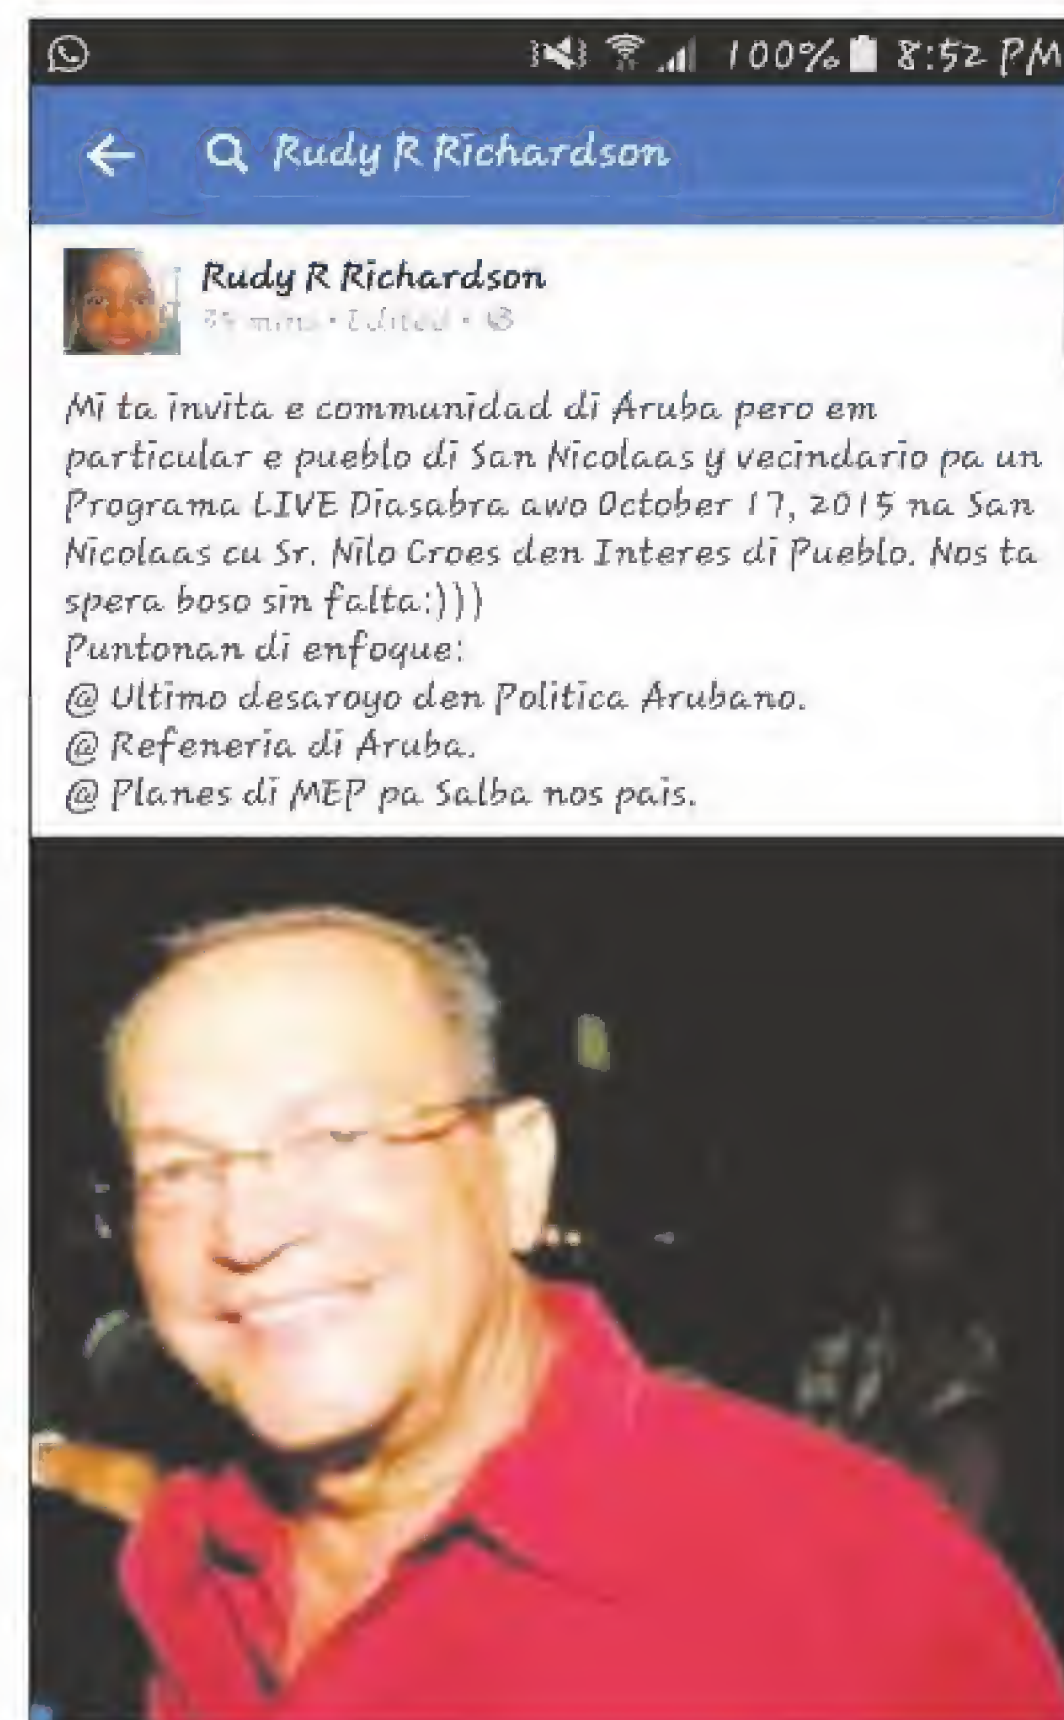 100% 8:52 PM
Rudy R Richardson
Rudy R Richardson
mins • Edited •
Mi ta invita e communidad di Aruba pero em
particular e pueblo di San Nicolaas y vecindario pa un
Programa LIVE Diasabra awo October 17, 2015 na San
Nicolaas cu Sr. Nilo Croes den Interes di Pueblo. Nos ta
spera boso sin falta:)))
Puntonan di enfoque:
@ Ultimo desaroyo den Politica Arubano.
@ Refeneria di Aruba.
@ Planes di MEP pa Salba nos pais.